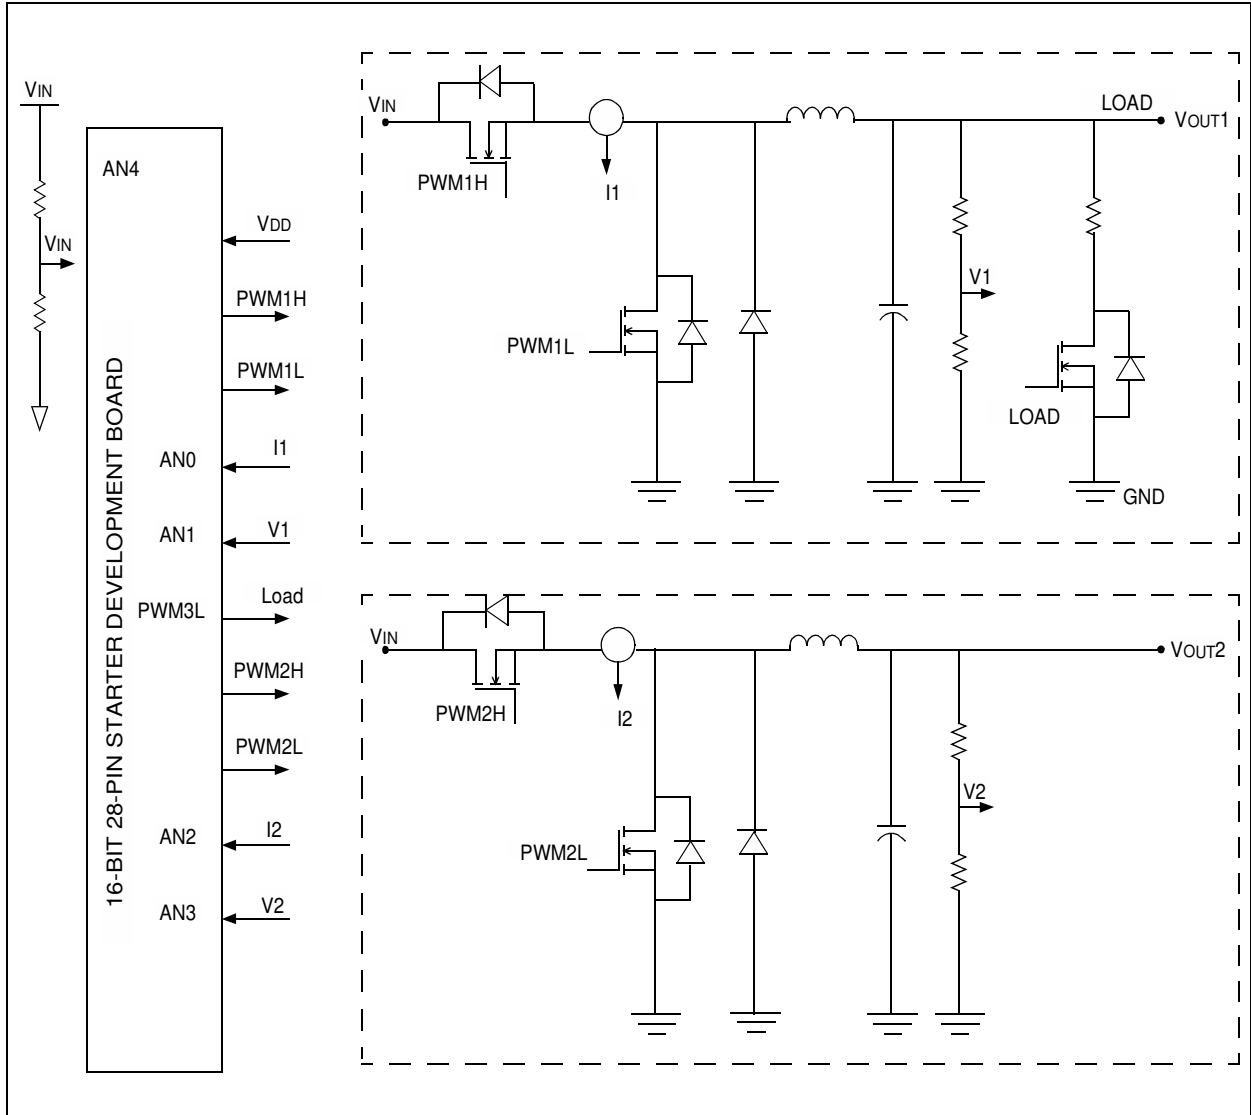 VIN
VIN
AN4
VDD
PWM1H
PWM1L
AN0
I1
AN1
V1
PWM3L
Load
PWM2H
PWM2L
AN2
I2
AN3
V2
16-BIT 28-PIN STARTER DEVELOPMENT BOARD
VIN
PWM1H
I1
LOAD
VOUT1
PWM1L
V1
LOAD
GND
VIN
PWM2H
I2
VOUT2
PWM2L
V2